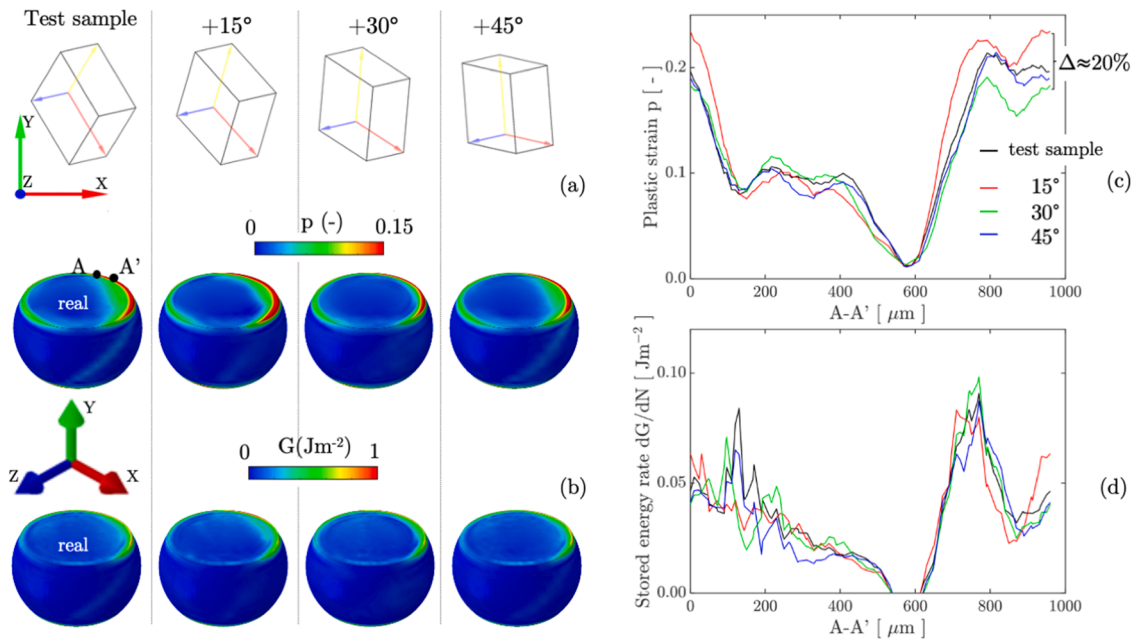 Test sample
+15°
+30°
+45°
Y
Z
X
(a)
0
p (-)
0.15
A
A'
real
Y
Z
X
0
G(Jm⁻²)
1
(b)
real
Plastic strain p [ - ]
0.2
0.1
0.0
0
200
400
600
800
1000
A-A' [ μm ]
Δ≈20%
test sample
15°
30°
45°
(c)
Stored energy rate dG/dN [ Jm⁻² ]
0.10
0.05
0.00
0
200
400
600
800
1000
A-A' [ μm ]
(d)